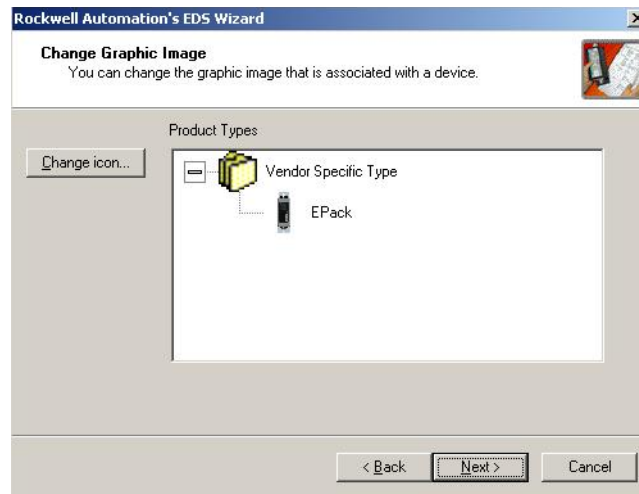 Rockwell Automation's EDS Wizard
Change Graphic Image
You can change the graphic image that is associated with a device.
Product Types
Change icon...
Vendor Specific Type
EPack
< Back
Next >
Cancel